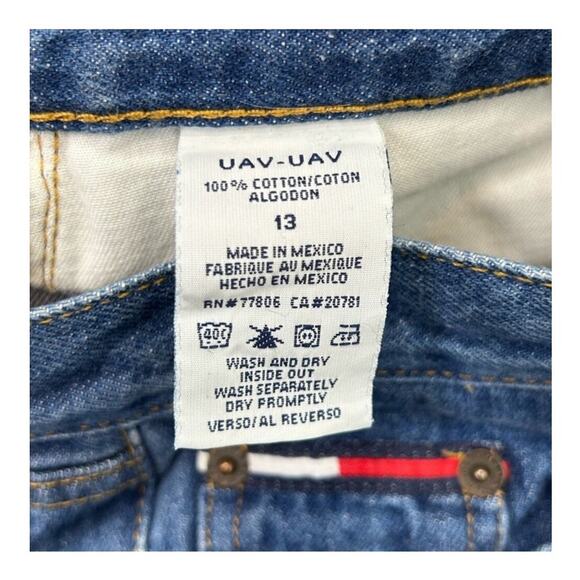 UAV-UAV
100% COTTON/COTON
ALGODON
13
MADE IN MEXICO
FABRIQUE AU MEXIQUE
HECHO EN MEXICO
RN#77806 CA#20781
40C
WASH AND DRY
INSIDE OUT
WASH SEPARATELY
DRY PROMPTLY
VERSO/AL REVERSO